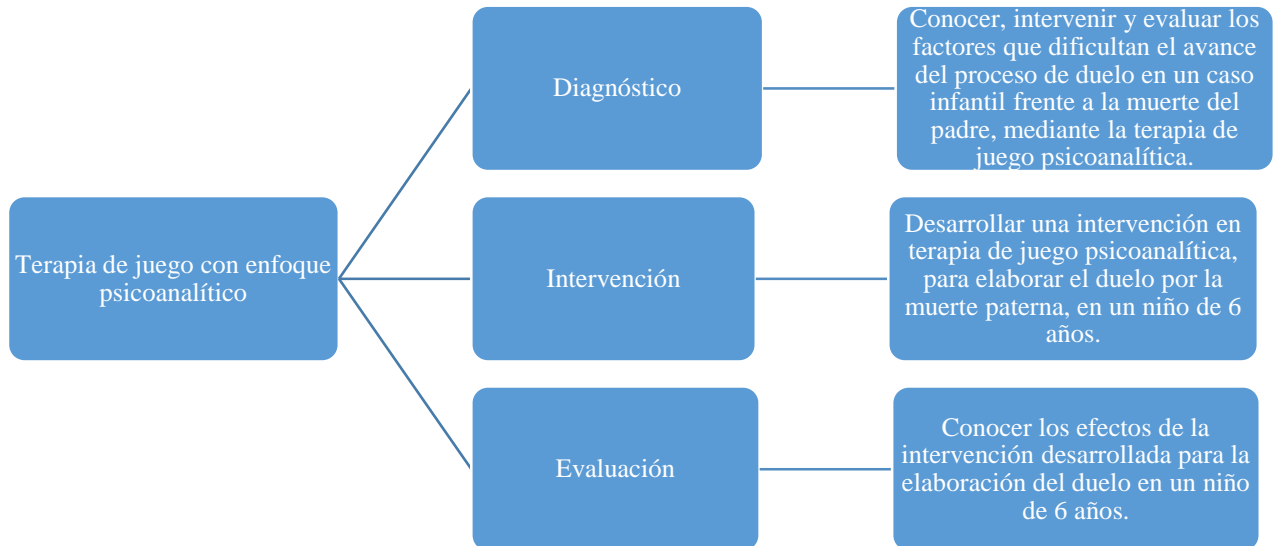 Terapia de juego con enfoque
psicoanalítico
Diagnóstico
Conocer, intervenir y evaluar los
factores que dificultan el avance
del proceso de duelo en un caso
infantil frente a la muerte del
padre, mediante la terapia de
juego psicoanalítica.
Intervención
Desarrollar una intervención en
terapia de juego psicoanalítica,
para elaborar el duelo por la
muerte paterna, en un niño de 6
años.
Evaluación
Conocer los efectos de la
intervención desarrollada para la
elaboración del duelo en un niño
de 6 años.